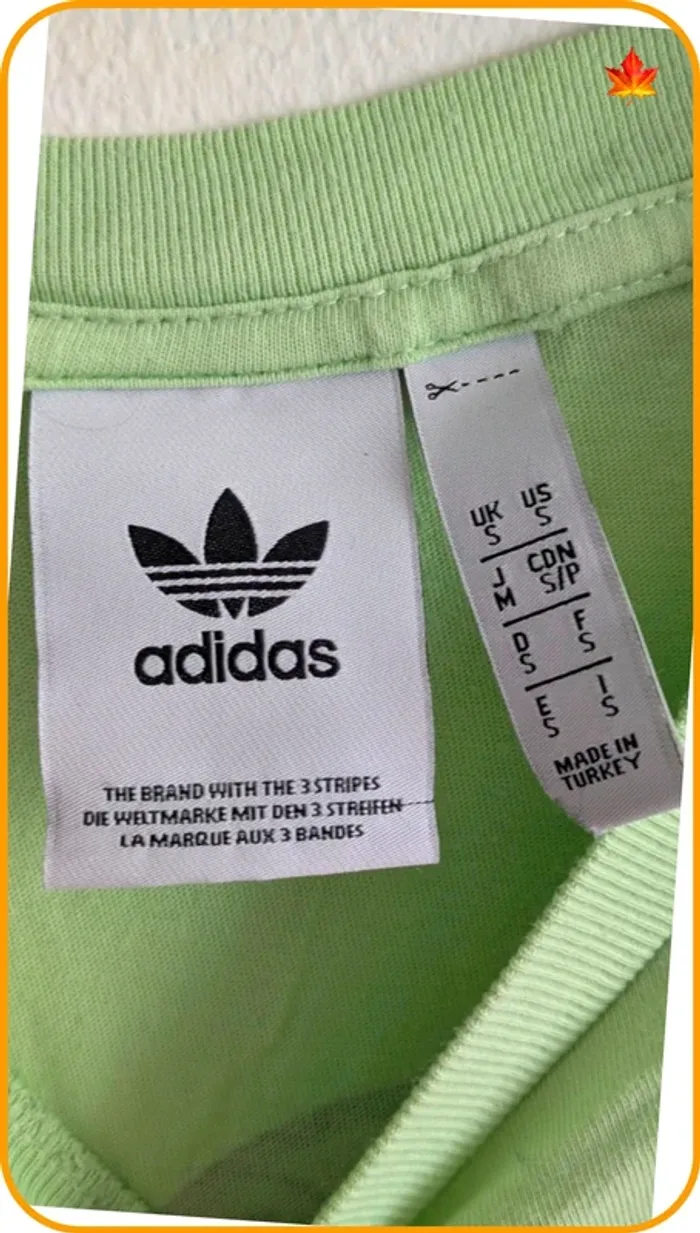 adidas
THE BRAND WITH THE 3 STRIPES
DIE WELTMARKE MIT DEN 3 STREIFEN
LA MARQUE AUX 3 BANDES
UK US
S S
J CDN
M S/P
D F
S S
E I
S S
MADE IN
TURKEY